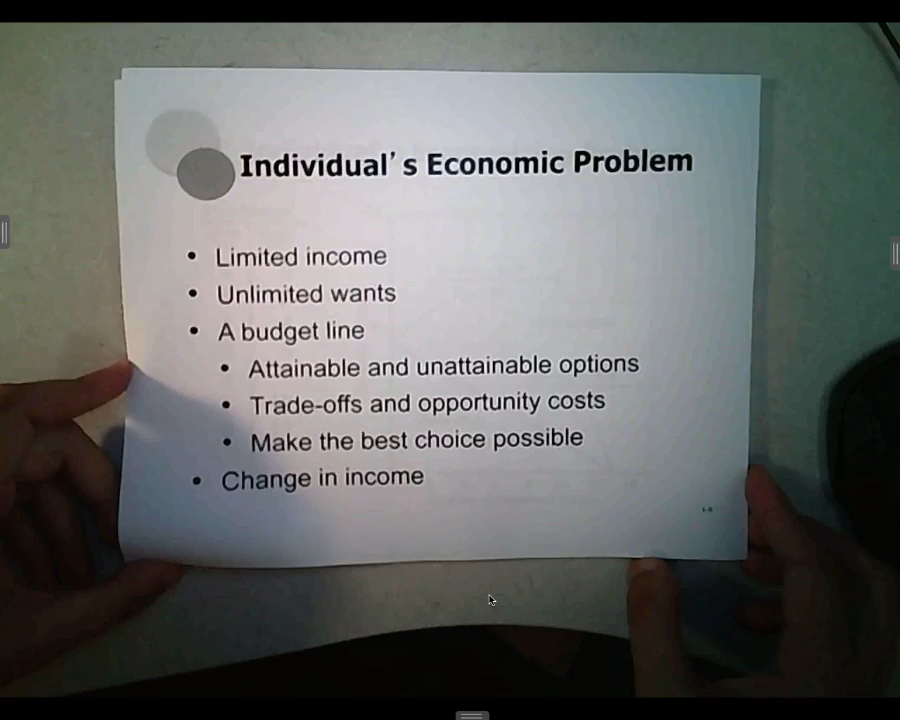 Individual’s Economic Problem
• Limited income
• Unlimited wants
• A budget line
• Attainable and unattainable options
• Trade-offs and opportunity costs
• Make the best choice possible
• Change in income